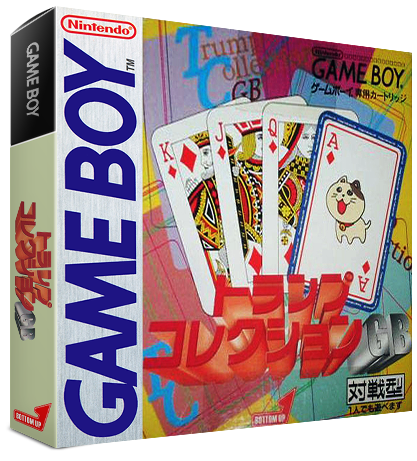 GAME BOY
トランプ
コレクション
GB
BOTTOM UP
Nintendo
GAME BOY
TM
Trump
Collection
GB
GAME BOY
ゲームボーイ専用カートリッジ
K
J
Q
A
トランプ
コレクション
GB
対戦型
1人でも遊べます
BOTTOM UP